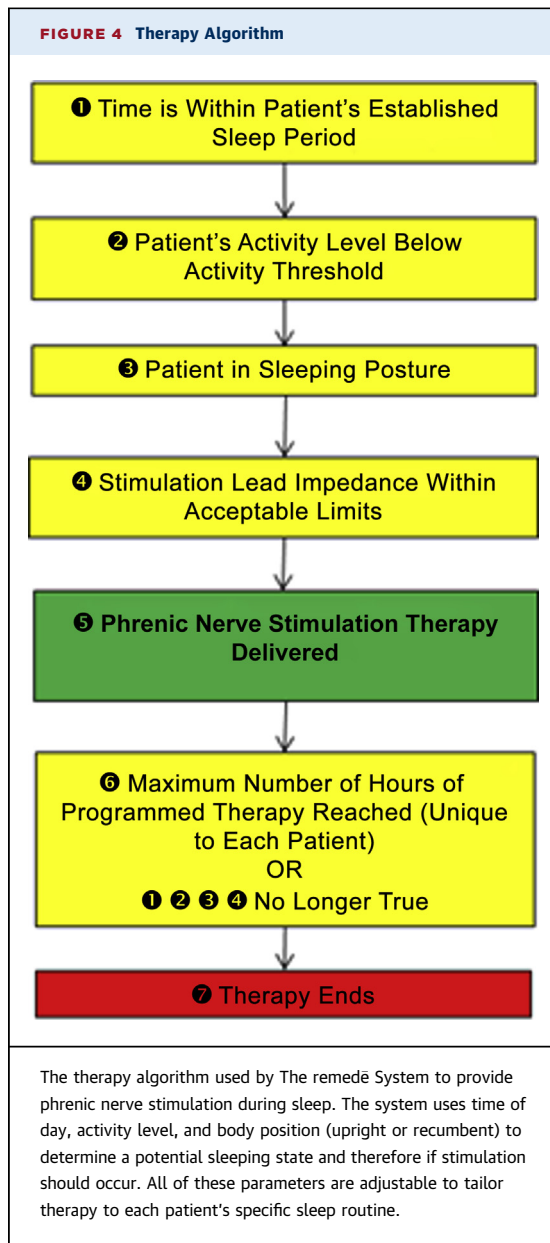 FIGURE 4 Therapy Algorithm
❶ Time is Within Patient's Established
Sleep Period
❷ Patient's Activity Level Below
Activity Threshold
❸ Patient in Sleeping Posture
❹ Stimulation Lead Impedance Within
Acceptable Limits
❺ Phrenic Nerve Stimulation Therapy
Delivered
❻ Maximum Number of Hours of
Programmed Therapy Reached (Unique
to Each Patient)
OR
❶ ❷ ❸ ❹ No Longer True
❼ Therapy Ends
The therapy algorithm used by The remedē System to provide
phrenic nerve stimulation during sleep. The system uses time of
day, activity level, and body position (upright or recumbent) to
determine a potential sleeping state and therefore if stimulation
should occur. All of these parameters are adjustable to tailor
therapy to each patient's specific sleep routine.